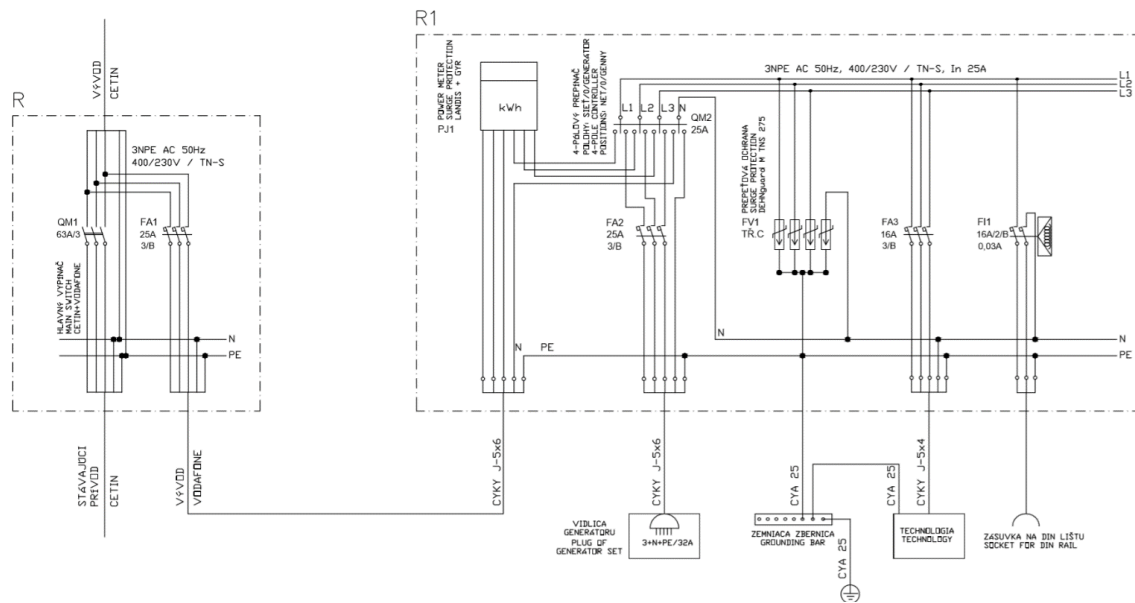 R
VÝVOD
CETIN
3NPE AC 50Hz
400/230V / TN-S
QM1
63A/3
FA1
25A
3/B
HLAVNÝ VYPÍNAČ
MAIN SWITCH
CETIN+VODAFONE
N
PE
STÁVAJÚCI
PRÍVOD
CETIN
VÝVOD
VODAFONE
R1
POWER METER
SURGE PROTECTION
LANDIS + GYR
PJ1
kWh
4-PÓLOVÝ PREPÍNAČ
POLOHY: SIEŤ/0/GENERÁTOR
4-POLE CONTROLLER
POSITIONS: NET/0/GENNY
L1
L2
L3
N
QM2
25A
3NPE AC 50Hz, 400/230V / TN-S, In 25A
L1
L2
L3
FA2
25A
3/B
PREPEŤOVÁ OCHRANA
SURGE PROTECTION
DEHNguard M TNS 275
FV1
TŘ.C
FA3
16A
3/B
FI1
16A/2/B
0,03A
N
PE
N
N
PE
CYKY J-5x6
CYKY J-5x6
CYA 25
CYA 25
CYKY J-5x4
VIDLICA
GENERÁTORU
PLUG OF
GENERATOR SET
3+N+PE/32A
ZEMNIACA ZBERNICA
GROUNDING BAR
CYA 25
TECHNOLÓGIA
TECHNOLOGY
ZÁSUVKA NA DIN LIŠTU
SOCKET FOR DIN RAIL